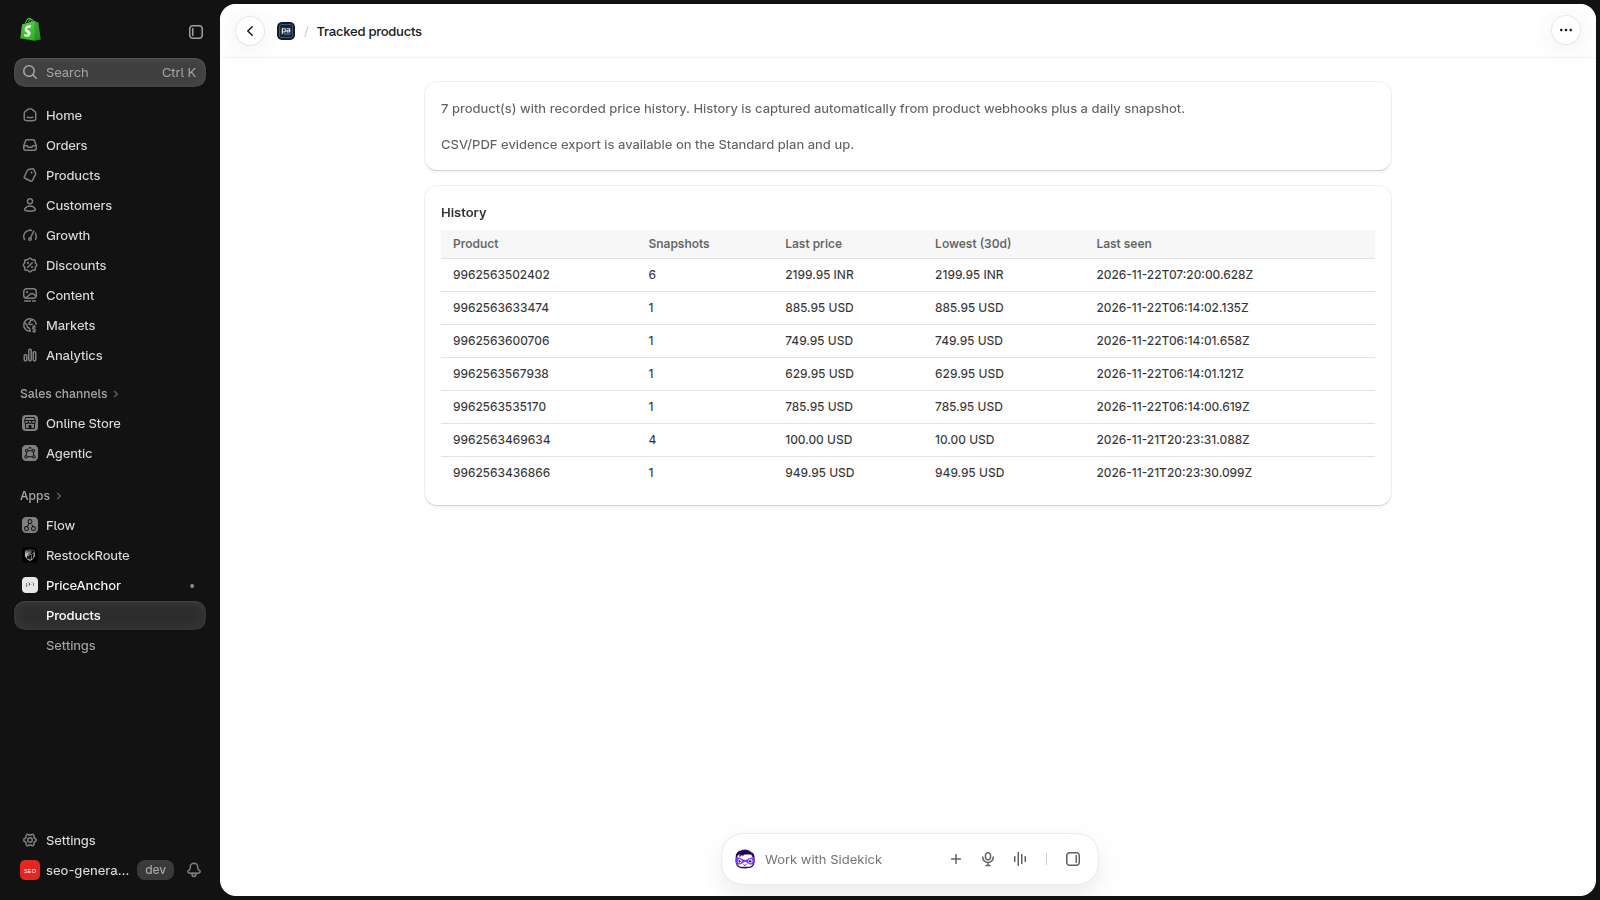 Search Ctrl K
Home
Orders
Products
Customers
Growth
Discounts
Content
Markets
Analytics
Sales channels
Online Store
Agentic
Apps
Flow
RestockRoute
PriceAnchor
Products
Settings
Settings
SEO seo-genera... dev
pa / Tracked products
7 product(s) with recorded price history. History is captured automatically from product webhooks plus a daily snapshot.
CSV/PDF evidence export is available on the Standard plan and up.
History
Product Snapshots Last price Lowest (30d) Last seen
9962563502402 6 2199.95 INR 2199.95 INR 2026-11-22T07:20:00.628Z
9962563633474 1 885.95 USD 885.95 USD 2026-11-22T06:14:02.135Z
9962563600706 1 749.95 USD 749.95 USD 2026-11-22T06:14:01.658Z
9962563567938 1 629.95 USD 629.95 USD 2026-11-22T06:14:01.121Z
9962563535170 1 785.95 USD 785.95 USD 2026-11-22T06:14:00.619Z
9962563469634 4 100.00 USD 10.00 USD 2026-11-21T20:23:31.088Z
9962563436866 1 949.95 USD 949.95 USD 2026-11-21T20:23:30.099Z
Work with Sidekick